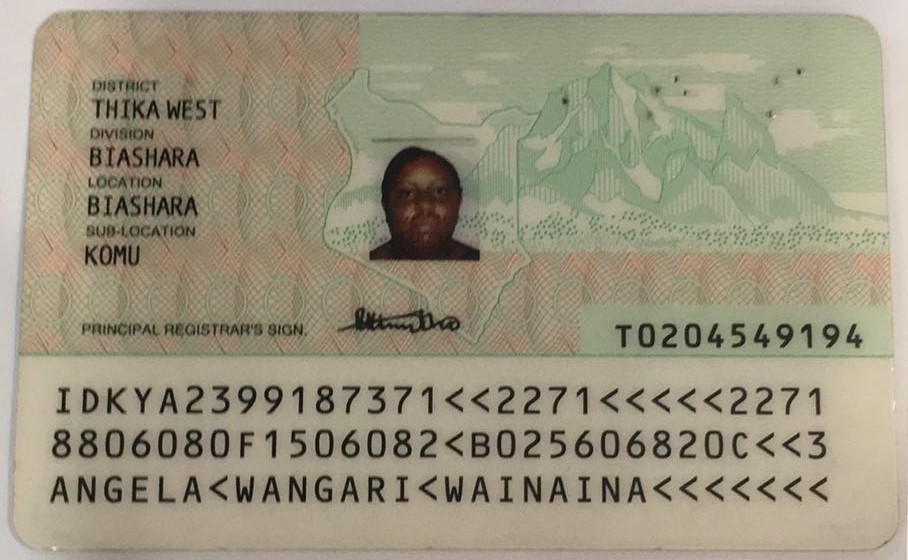 DISTRICT
THIKA WEST
DIVISION
BIASHARA
LOCATION
BIASHARA
SUB-LOCATION
KOMU
PRINCIPAL REGISTRAR'S SIGN.
T0204549194
IDKYA2399187371<<2271<<<<<2271
8806080F1506082<B025606820C<<3
ANGELA<WANGARI<WAINAINA<<<<<<<